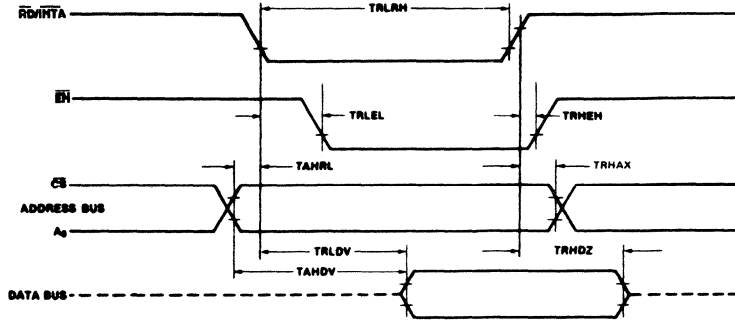 RD/INTA
TRLRH
EN
TRLEL
TRHEH
TAHRL
TRHAX
CS
ADDRESS BUS
A₀
TRLDV
TRHDZ
TAHDV
DATA BUS